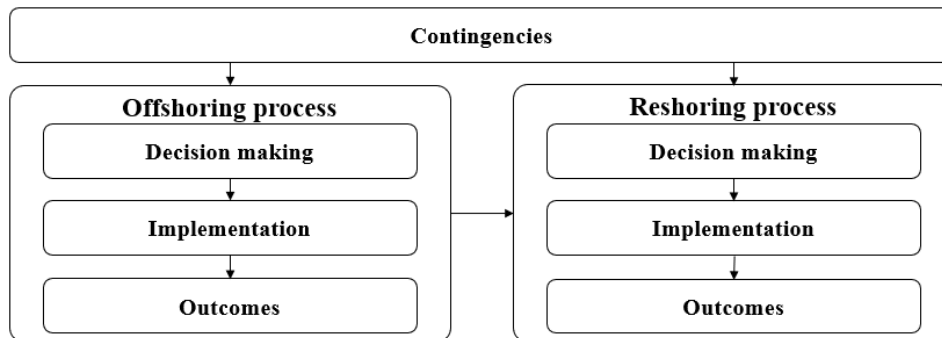 Contingencies
Offshoring process
Decision making
Implementation
Outcomes
Reshoring process
Decision making
Implementation
Outcomes